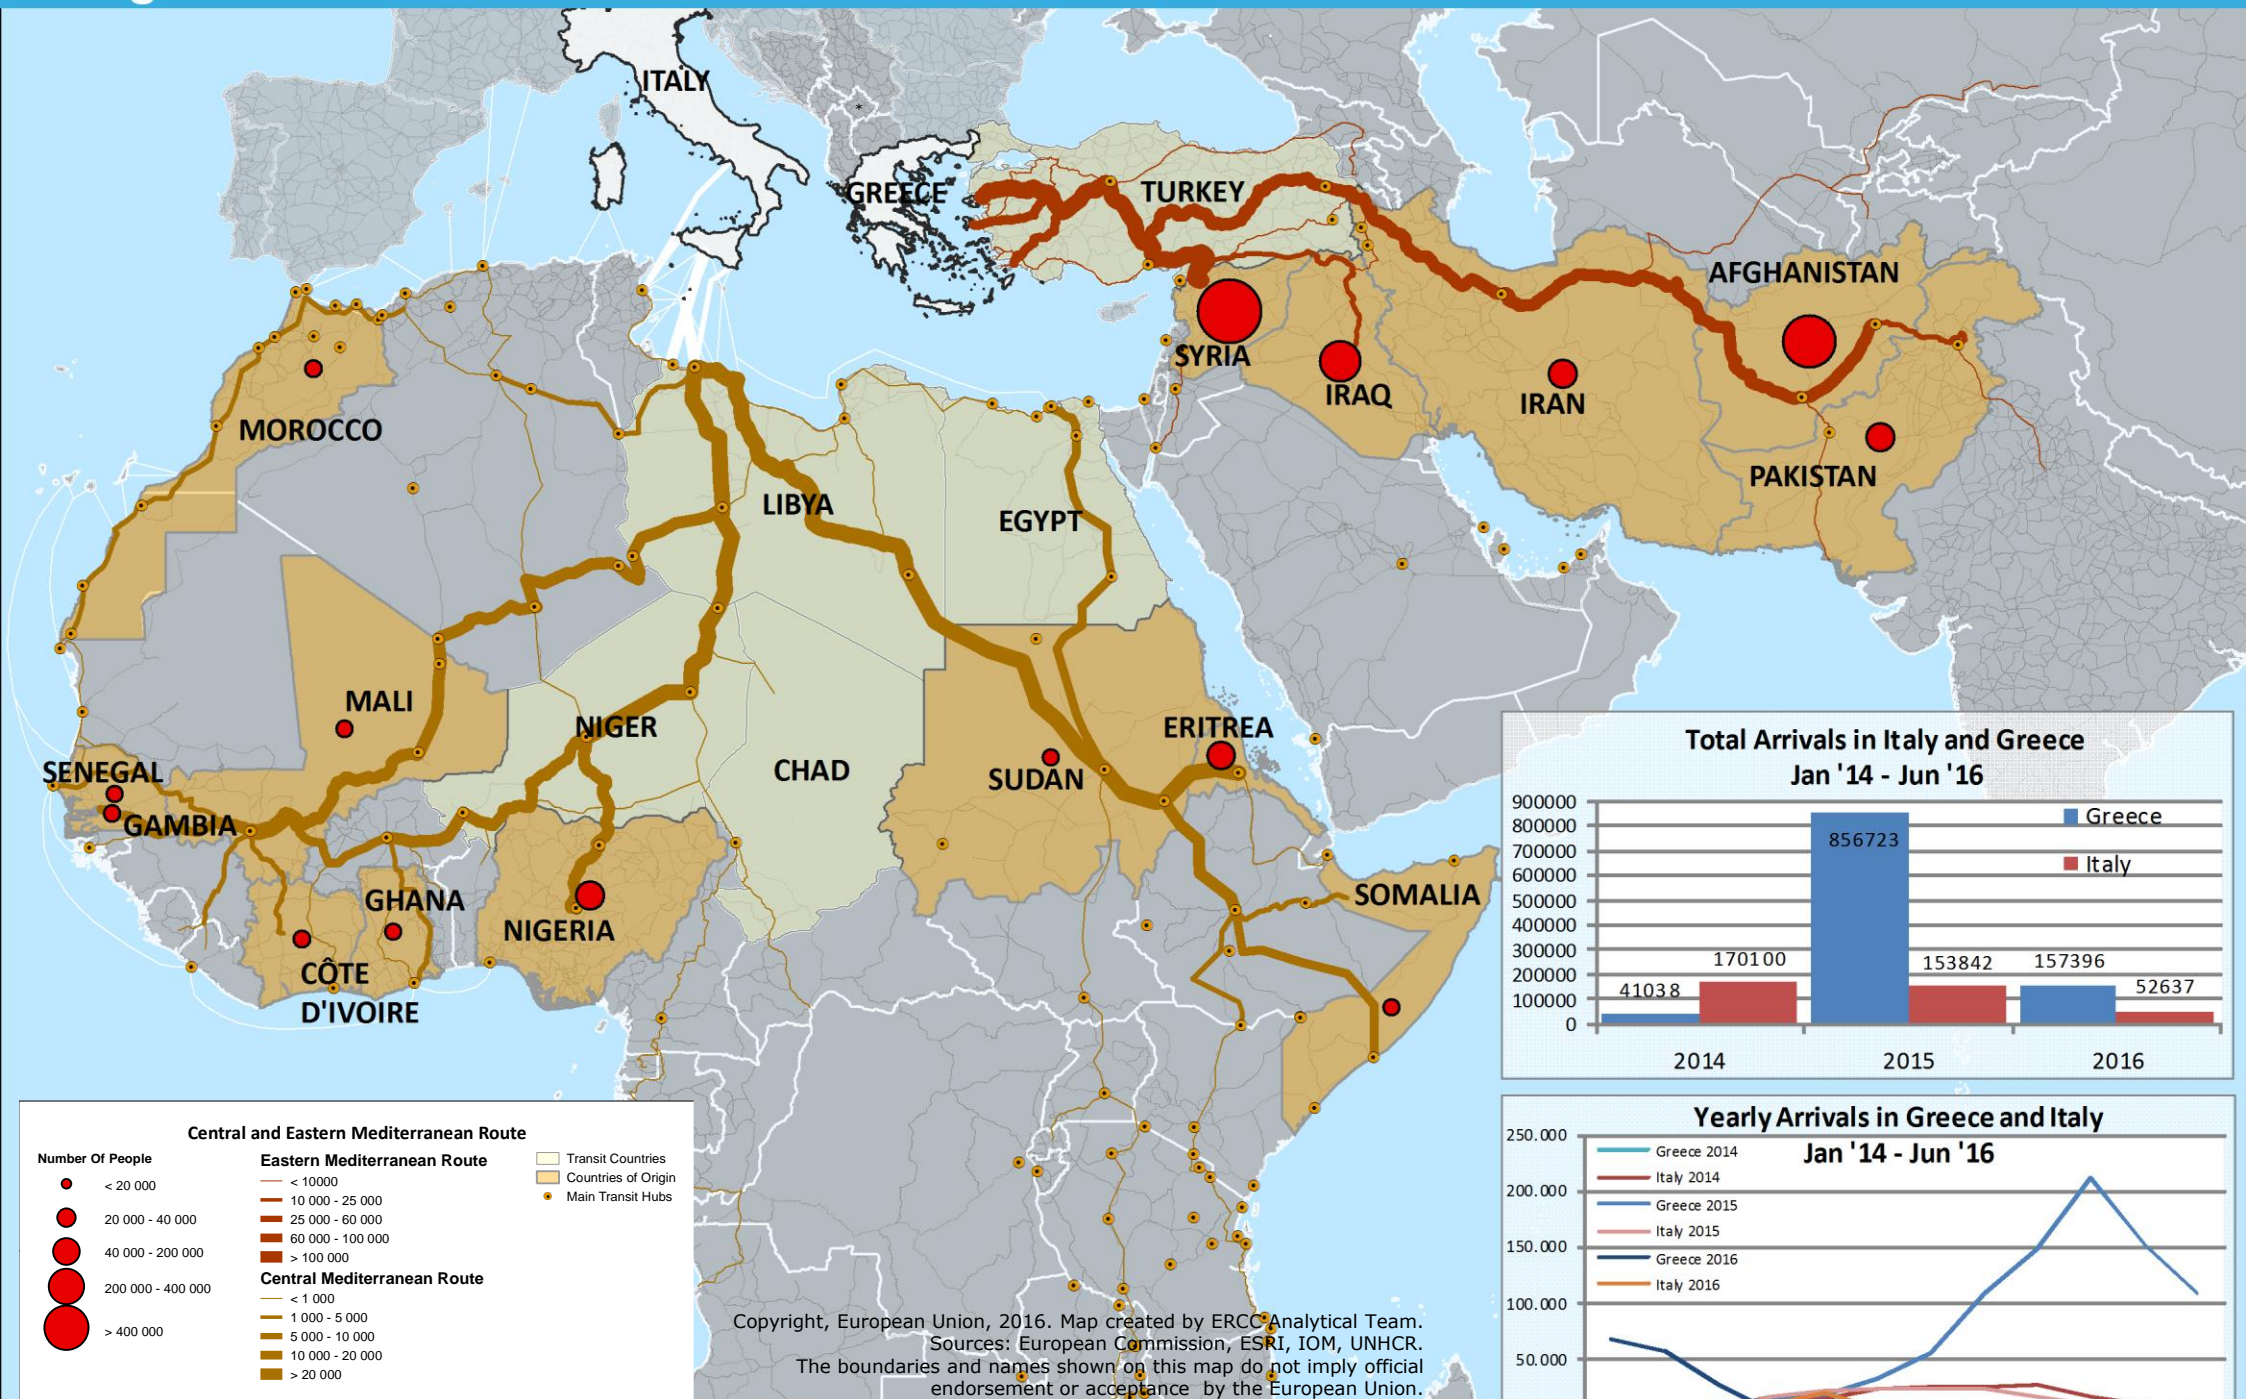 ITALY
*
GREECE
TURKEY
AFGHANISTAN
SYRIA
IRAQ
IRAN
PAKISTAN
MOROCCO
LIBYA
EGYPT
MALI
NIGER
CHAD
SUDAN
ERITREA
SENEGAL
GAMBIA
GHANA
NIGERIA
CÔTE
D'IVOIRE
SOMALIA
Total Arrivals in Italy and Greece
Jan '14 - Jun '16
900000
800000
700000
600000
500000
400000
300000
200000
100000
0
Greece
Italy
41038
170100
856723
153842
157396
52637
2014
2015
2016
Yearly Arrivals in Greece and Italy
Jan '14 - Jun '16
250.000
200.000
150.000
100.000
50.000
Greece 2014
Italy 2014
Greece 2015
Italy 2015
Greece 2016
Italy 2016
Central and Eastern Mediterranean Route
Number Of People
< 20 000
20 000 - 40 000
40 000 - 200 000
200 000 - 400 000
> 400 000
Eastern Mediterranean Route
< 10000
10 000 - 25 000
25 000 - 60 000
60 000 - 100 000
> 100 000
Central Mediterranean Route
< 1 000
1 000 - 5 000
5 000 - 10 000
10 000 - 20 000
> 20 000
Transit Countries
Countries of Origin
Main Transit Hubs
Copyright, European Union, 2016. Map created by ERCC Analytical Team.
Sources: European Commission, ESRI, IOM, UNHCR.
The boundaries and names shown on this map do not imply official
endorsement or acceptance by the European Union.